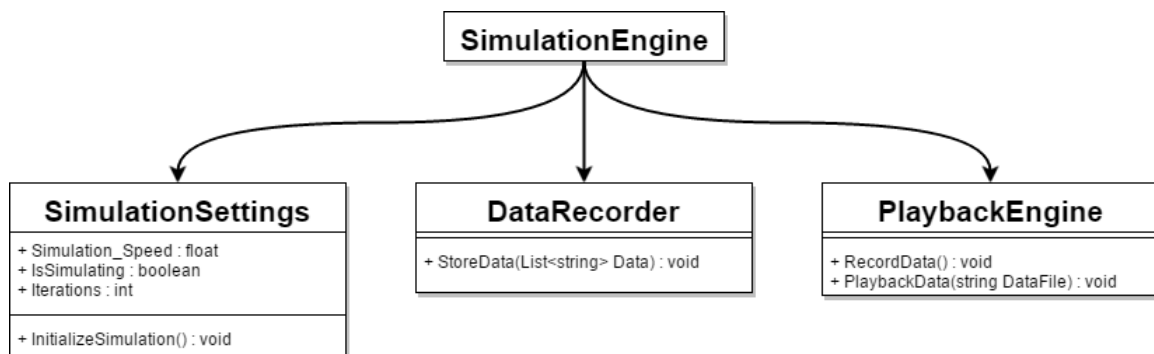 SimulationEngine
SimulationSettings
+ Simulation_Speed : float
+ IsSimulating : boolean
+ Iterations : int
+ InitializeSimulation() : void
DataRecorder
+ StoreData(List<string> Data) : void
PlaybackEngine
+ RecordData() : void
+ PlaybackData(string DataFile) : void